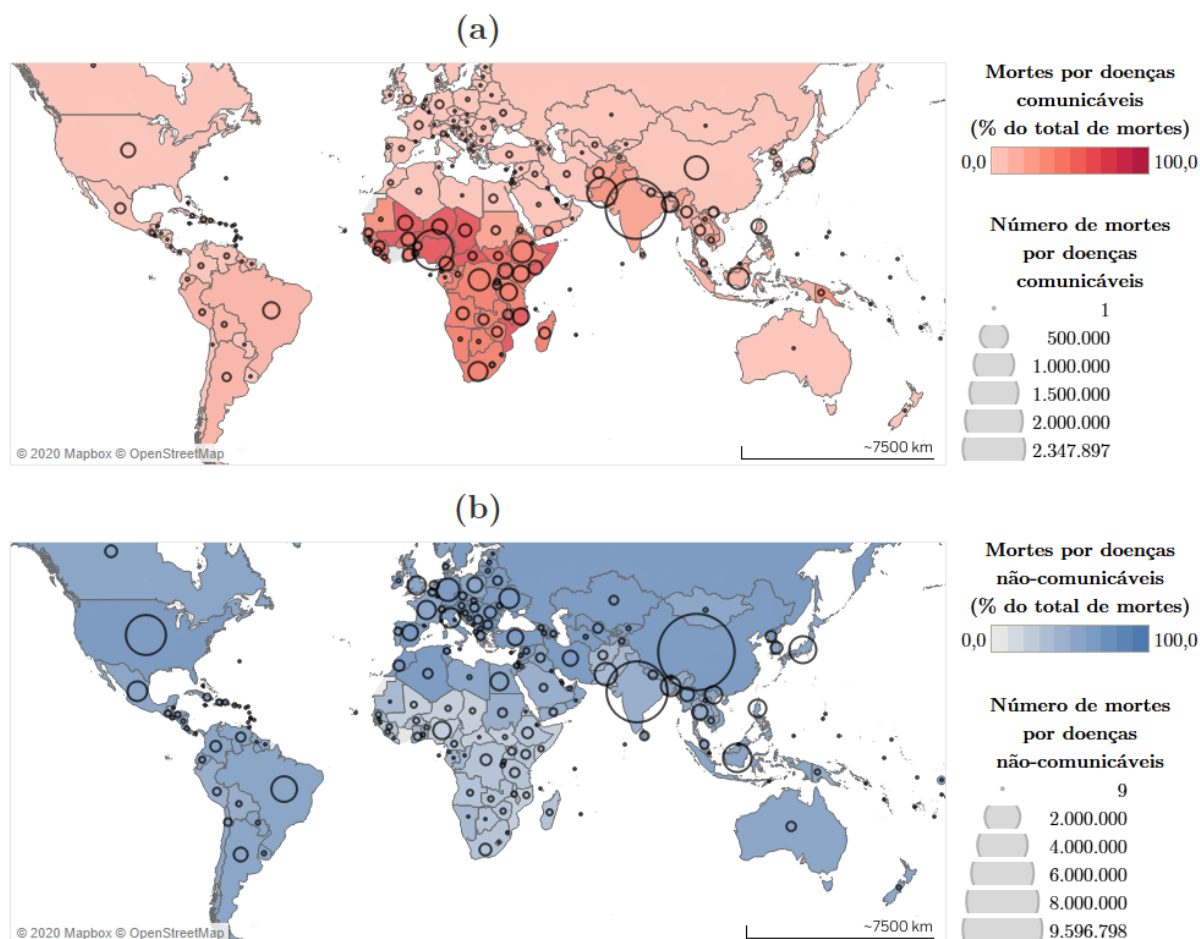 (a)
Mortes por doenças
comunicáveis
(% do total de mortes)
0,0 100,0
Número de mortes
por doenças
comunicáveis
1
500.000
1.000.000
1.500.000
2.000.000
2.347.897
~7500 km
© 2020 Mapbox © OpenStreetMap
(b)
Mortes por doenças
não-comunicáveis
(% do total de mortes)
0,0 100,0
Número de mortes
por doenças
não-comunicáveis
9
2.000.000
4.000.000
6.000.000
8.000.000
9.596.798
~7500 km
© 2020 Mapbox © OpenStreetMap